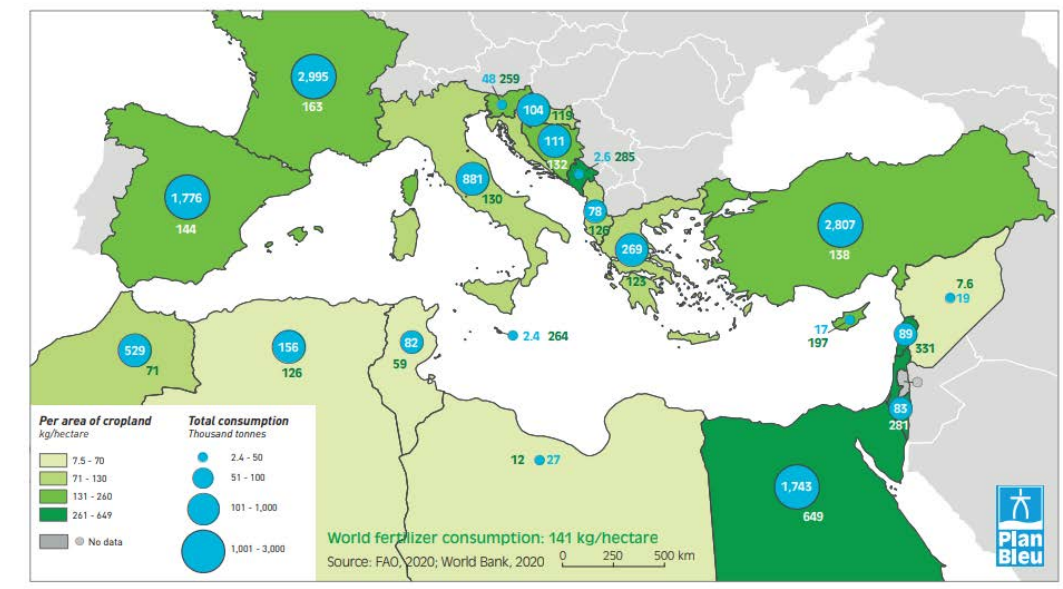 2,995
163
48 259
104
119
111
132
2.6 285
881
130
1,776
144
78
126
269
123
2,807
138
7.6
19
17
197
89
331
2.4 264
529
71
156
126
82
59
83
281
12 27
1,743
649
Per area of cropland
kg/hectare
7.5 - 70
71 - 130
131 - 260
261 - 649
No data
Total consumption
Thousand tonnes
2.4 - 50
51 - 100
101 - 1,000
1,001 - 3,000
World fertilizer consumption: 141 kg/hectare
Source: FAO, 2020; World Bank, 2020
0 250 500 km
Plan
Bleu